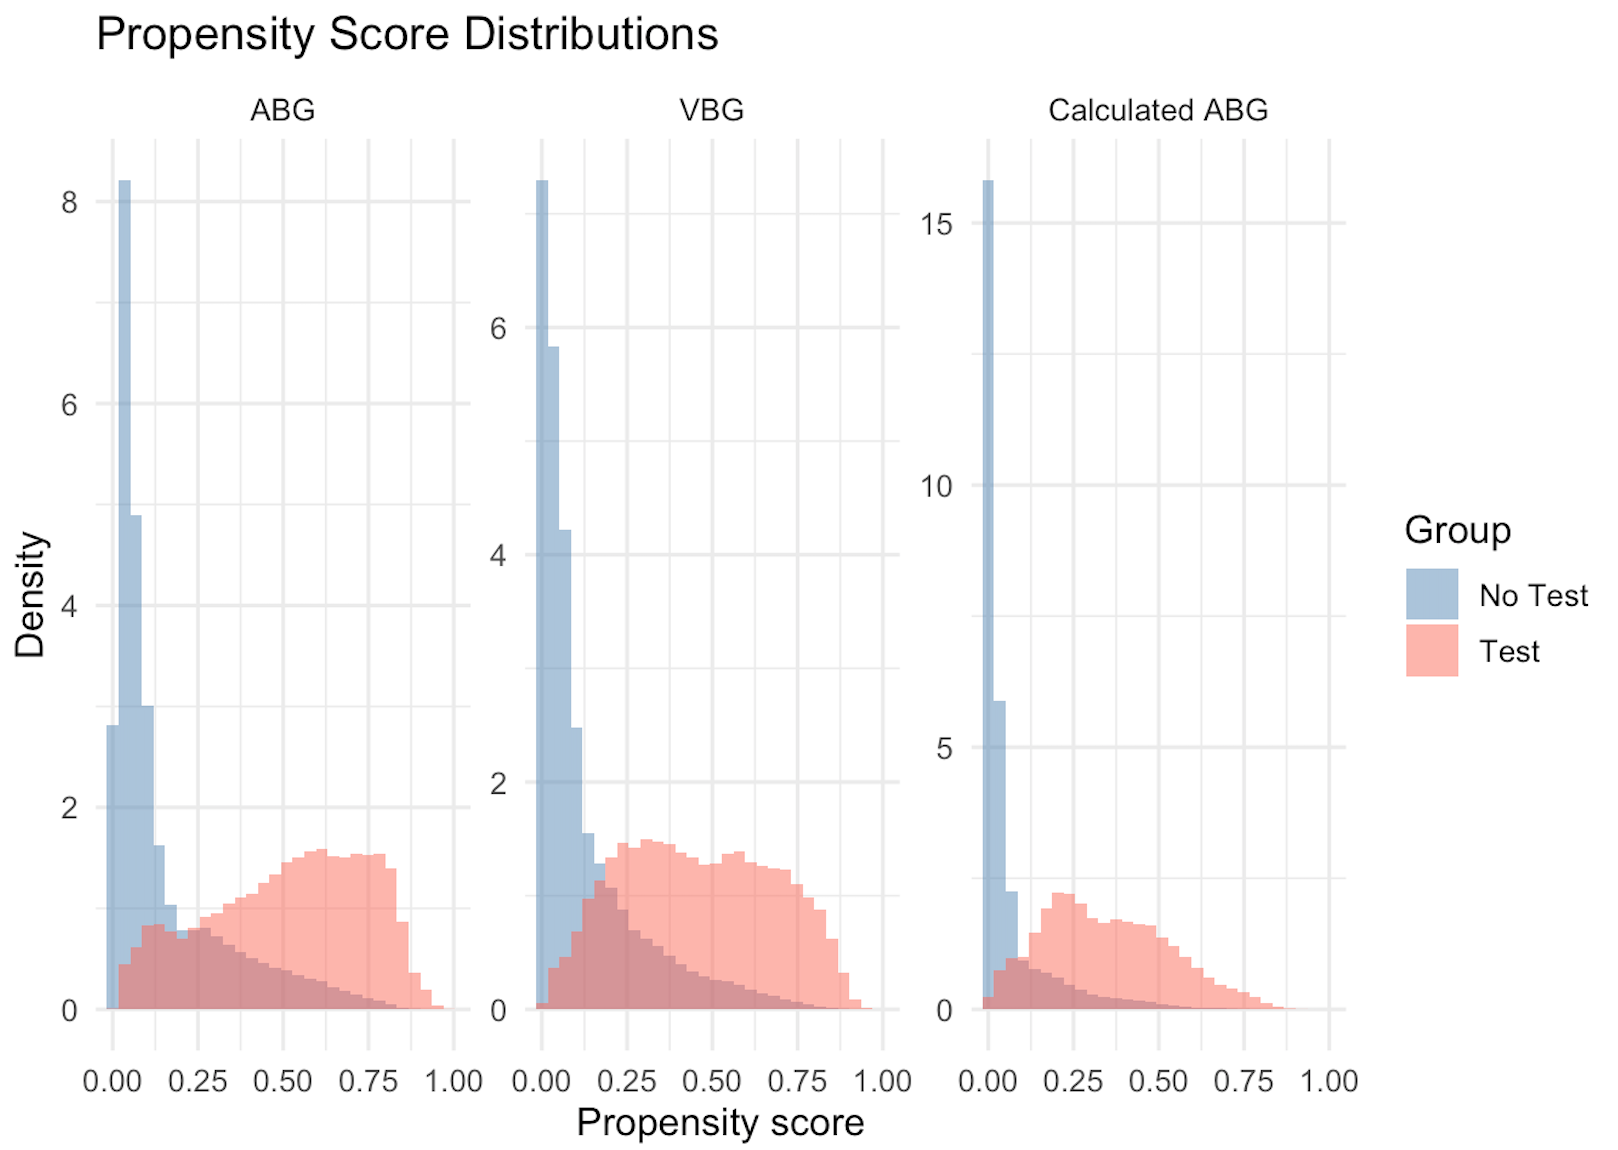 Propensity Score Distributions
ABG
VBG
Calculated ABG
8
6
4
2
0
6
4
2
0
15
10
5
0
Density
0.00 0.25 0.50 0.75 1.00
0.00 0.25 0.50 0.75 1.00
0.00 0.25 0.50 0.75 1.00
Propensity score
Group
No Test
Test